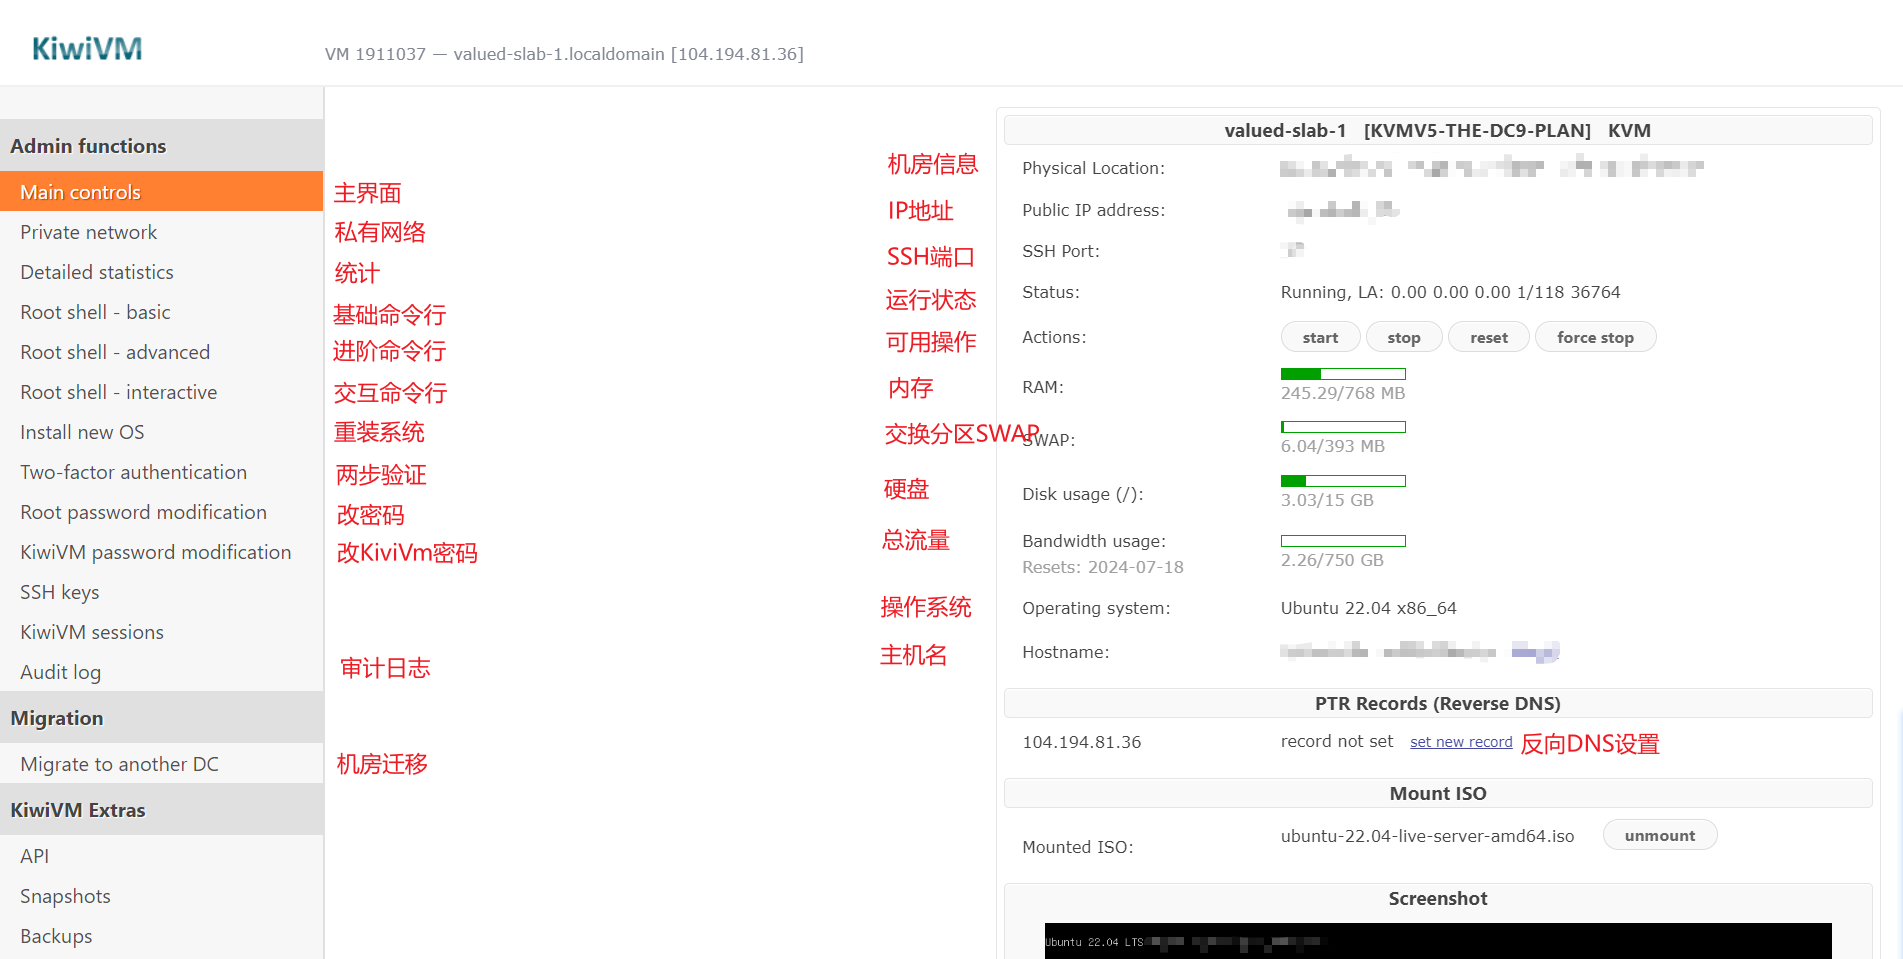 KiwiVM
VM 1911037 — valued-slab-1.localdomain [104.194.81.36]
Admin functions
Main controls 主界面
Private network 私有网络
Detailed statistics 统计
Root shell - basic 基础命令行
Root shell - advanced 进阶命令行
Root shell - interactive 交互命令行
Install new OS 重装系统
Two-factor authentication 两步验证
Root password modification 改密码
KiwiVM password modification 改KiviVm密码
SSH keys
KiwiVM sessions
Audit log 审计日志
Migration
Migrate to another DC 机房迁移
KiwiVM Extras
API
Snapshots
Backups
valued-slab-1 [KVMV5-THE-DC9-PLAN] KVM
机房信息 Physical Location:
IP地址 Public IP address:
SSH端口 SSH Port:
运行状态 Status: Running, LA: 0.00 0.00 0.00 1/118 36764
可用操作 Actions: start stop reset force stop
内存 RAM: 245.29/768 MB
交换分区SWAP SWAP: 6.04/393 MB
硬盘 Disk usage (/): 3.03/15 GB
总流量 Bandwidth usage: 2.26/750 GB
Resets: 2024-07-18
操作系统 Operating system: Ubuntu 22.04 x86_64
主机名 Hostname:
PTR Records (Reverse DNS)
104.194.81.36 record not set set new record 反向DNS设置
Mount ISO
Mounted ISO: ubuntu-22.04-live-server-amd64.iso unmount
Screenshot
Ubuntu 22.04 LTS